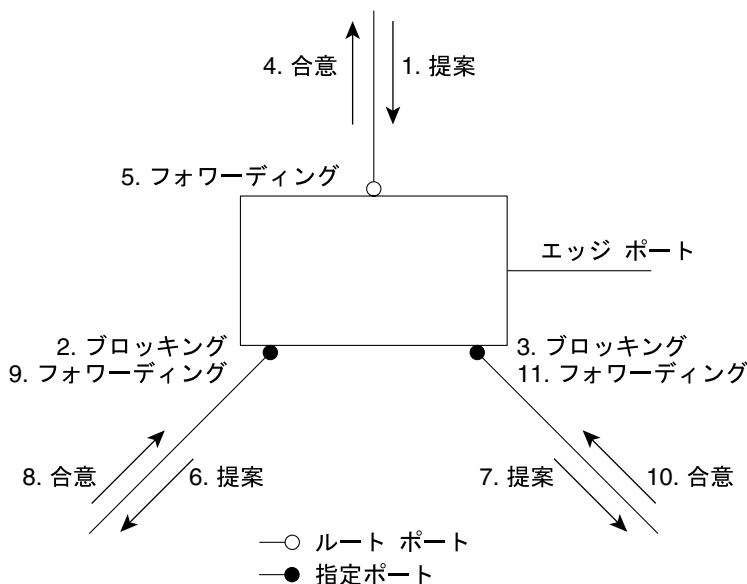 4. 合意
1. 提案
5. フォワーディング
エッジ ポート
2. ブロッキング
9. フォワーディング
3. ブロッキング
11. フォワーディング
8. 合意
6. 提案
7. 提案
10. 合意
ルート ポート
指定ポート